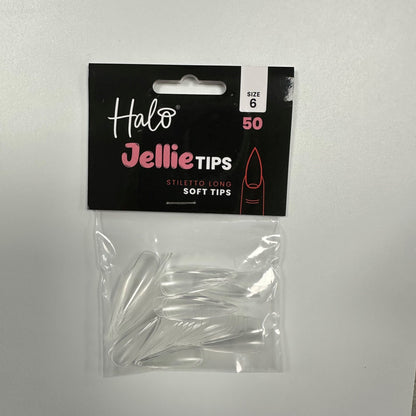 Halo®
SIZE
6
50
Jellie TIPS
STILETTO LONG
SOFT TIPS